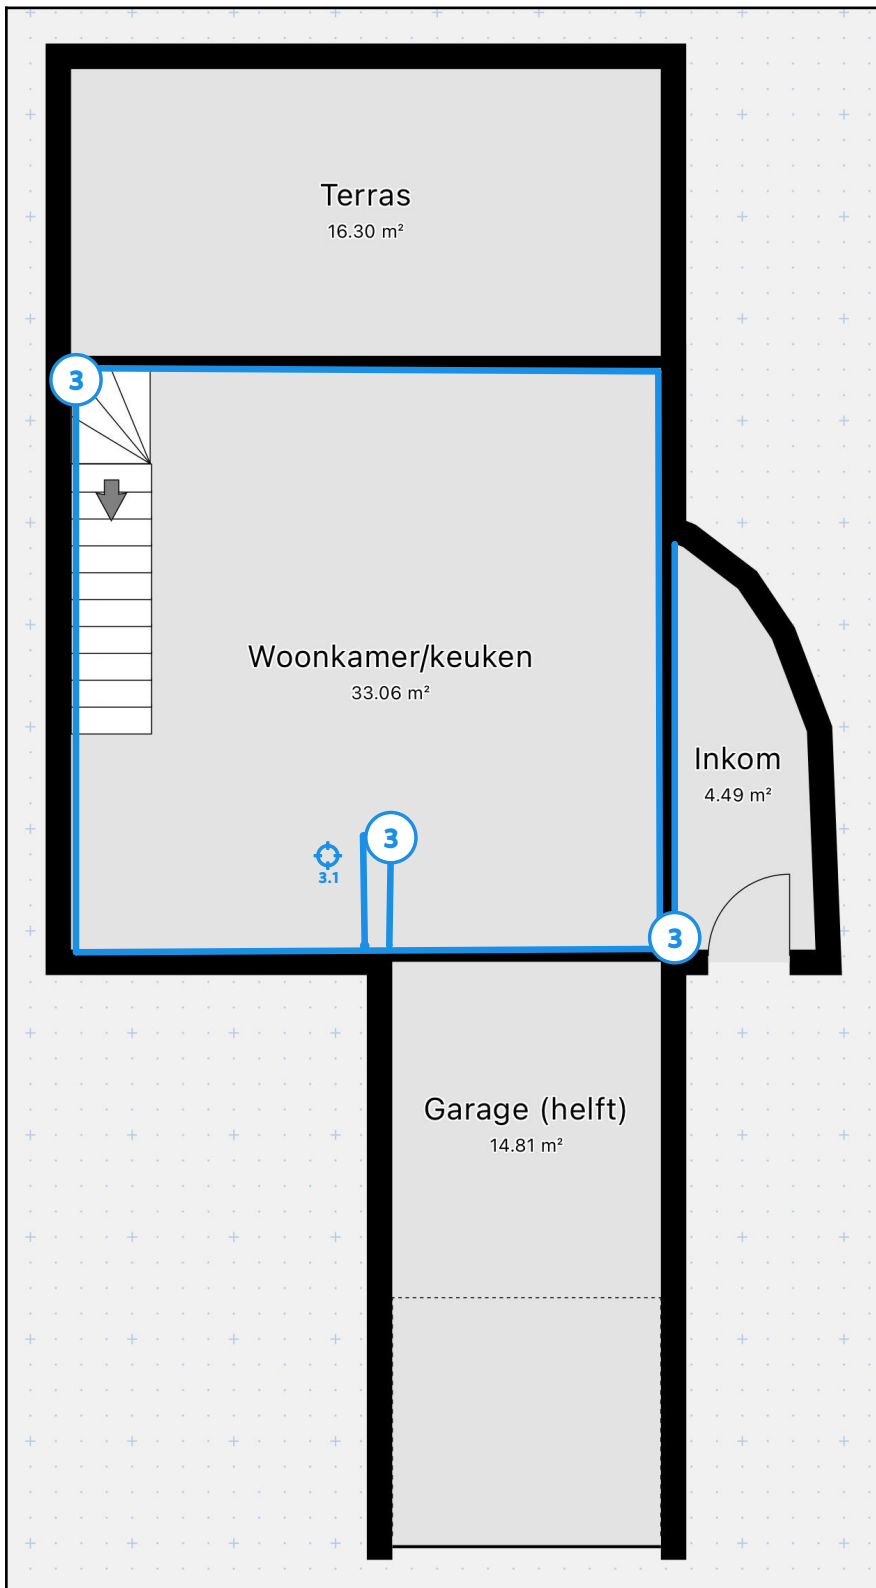 Terras
16.30 m²
3
Woonkamer/keuken
33.06 m²
Inkom
4.49 m²
3
3.1
3
Garage (helft)
14.81 m²